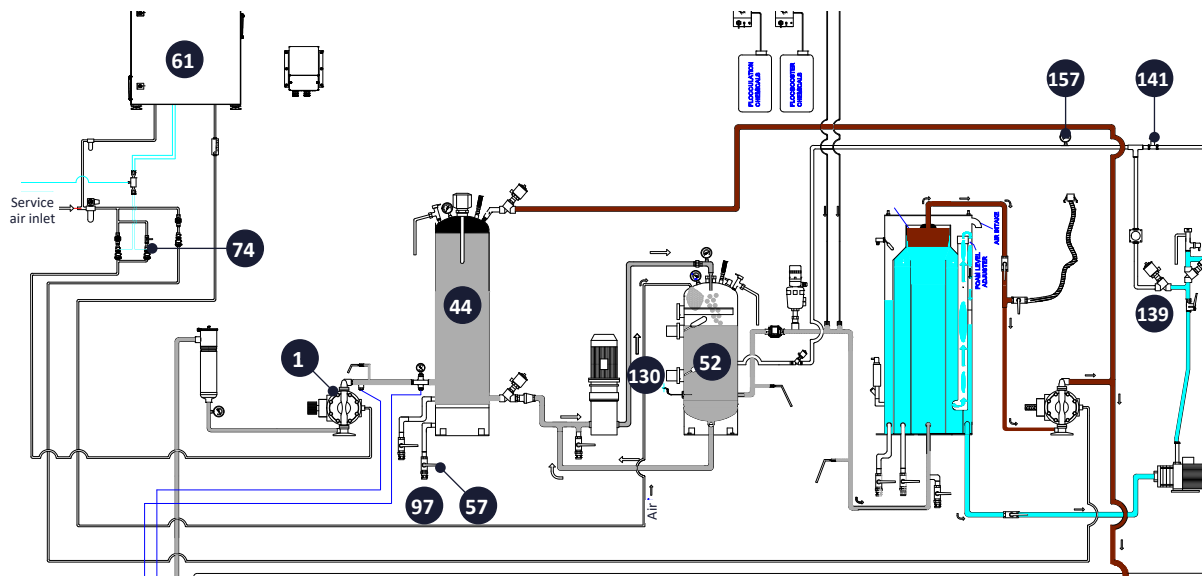 61
FLOCCULATION
CHEMICALS
FLOCBOOSTER
CHEMICALS
157
141
Service
air inlet
74
44
AIR INTAKE
FOAM LEVEL
ADJUSTER
139
1
130
52
97
57
Air